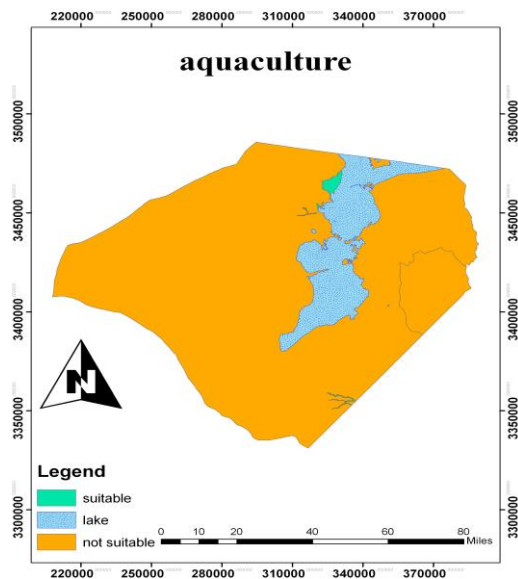 220000 250000 280000 310000 340000 370000
aquaculture
3500000 3500000
3450000 3450000
3400000 3400000
3350000 3350000
3300000 3300000
N
Legend
suitable
lake
not suitable
0 5 10 20 40 60 80
Miles
220000 250000 280000 310000 340000 370000